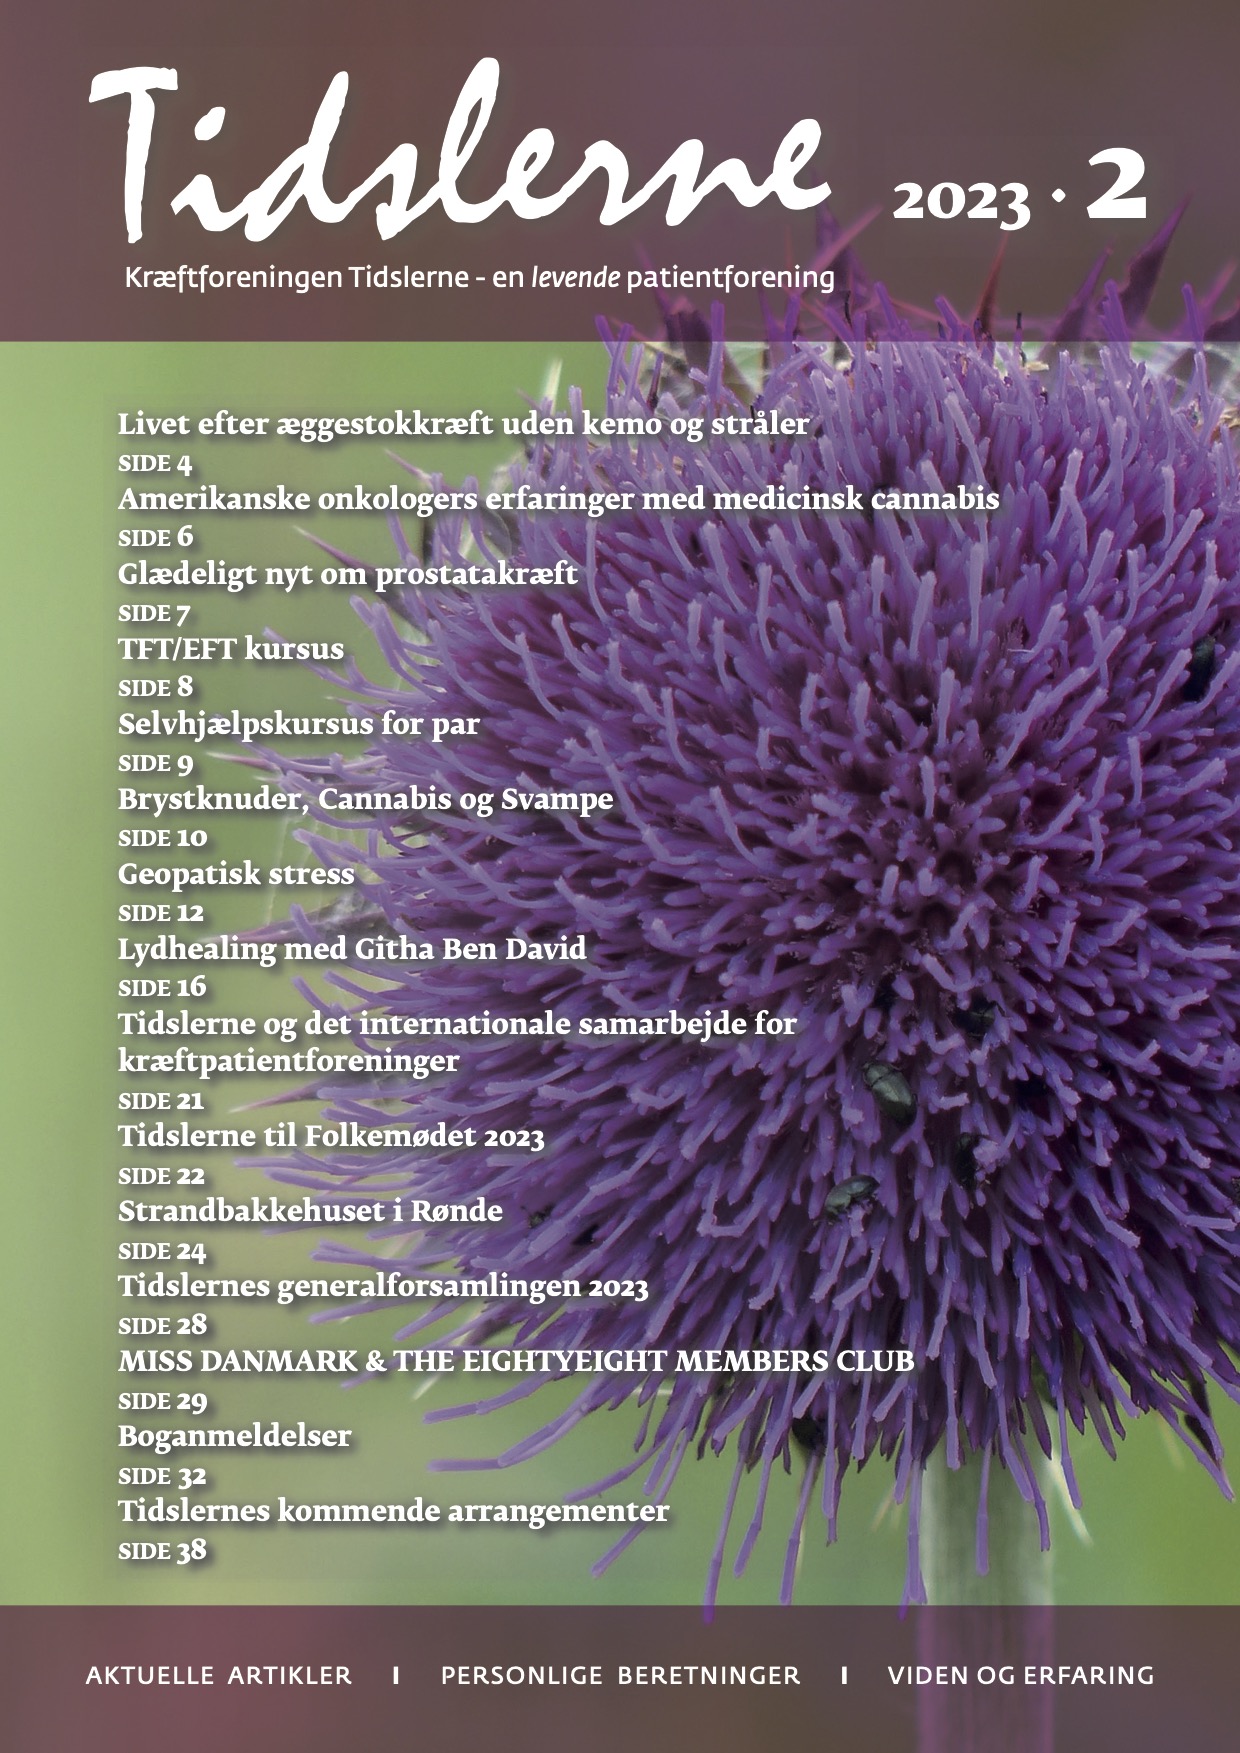 Tidslerne
2023 · 2
Kræftforeningen Tidslerne - en levende patientforening
Livet efter æggestokkræft uden kemo og stråler
SIDE 4
Amerikanske onkologers erfaringer med medicinsk cannabis
SIDE 6
Glædeligt nyt om prostatakræft
SIDE 7
TFT/EFT kursus
SIDE 8
Selvhjælpskursus for par
SIDE 9
Brystknuder, Cannabis og Svampe
SIDE 10
Geopatisk stress
SIDE 12
Lydhealing med Githa Ben David
SIDE 16
Tidslerne og det internationale samarbejde for
kræftpatientforeninger
SIDE 21
Tidslerne til Folkemødet 2023
SIDE 22
Strandbakkehuset i Rønde
SIDE 24
Tidslernes generalforsamlingen 2023
SIDE 28
MISS DANMARK & THE EIGHTYEIGHT MEMBERS CLUB
SIDE 29
Boganmeldelser
SIDE 32
Tidslernes kommende arrangementer
SIDE 38
AKTUELLE ARTIKLER I PERSONLIGE BERETNINGER I VIDEN OG ERFARING